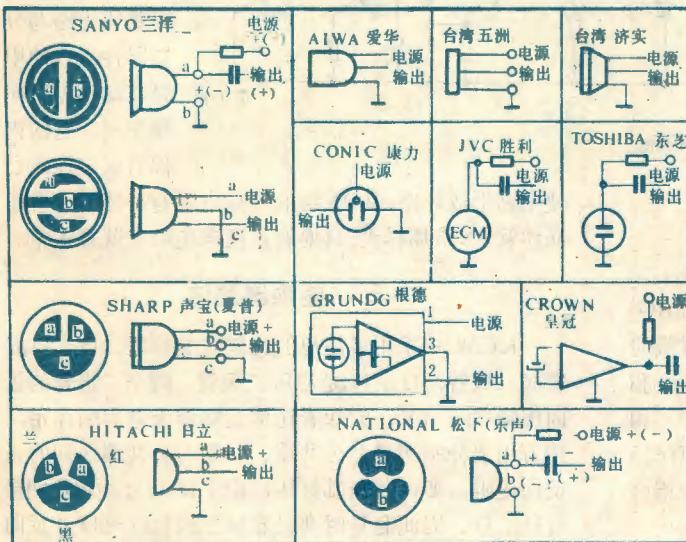 SANYO 三洋
电源
+(-)
a
输出
+(-)
(+)
b
a b
AIWA 爱华
电源
输出
台湾 五洲
电源
输出
台湾 济实
电源
输出
a
b
c
a
电源
b
输出
c
CONIC 康力
电源
输出
JVC 胜利
电源
输出
ECM
TOSHIBA 东芝
电源
输出
SHARP 声宝(夏普)
a b
c
a
电源 +
b
输出
c
GRUNDG 根德
1
电源
3
2
输出
CROWN
皇冠
电源
输出
HITACHI 日立
兰
红
黑
b a
c
a
电源 +
b
输出
c
NATIONAL 松下(乐声)
a
b
电源 +(-)
a
输出
b (-) (+)